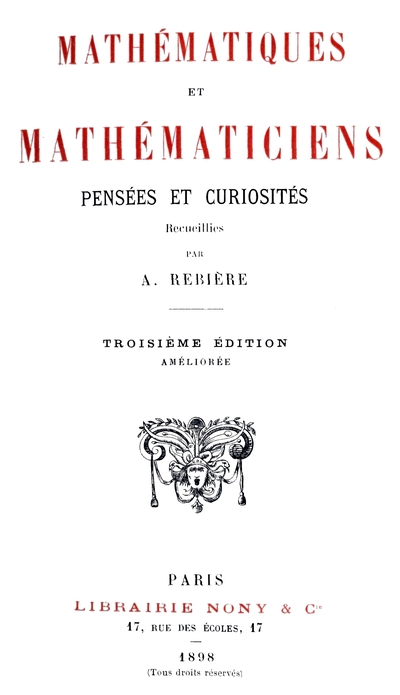 MATHÉMATIQUES
ET
MATHÉMATICIENS
PENSÉES ET CURIOSITÉS
Recueillies
PAR
A. REBIÈRE
TROISIÈME ÉDITION
AMÉLIORÉE
PARIS
LIBRAIRIE NONY & Cie
17, RUE DES ÉCOLES, 17
1898
(Tous droits réservés)